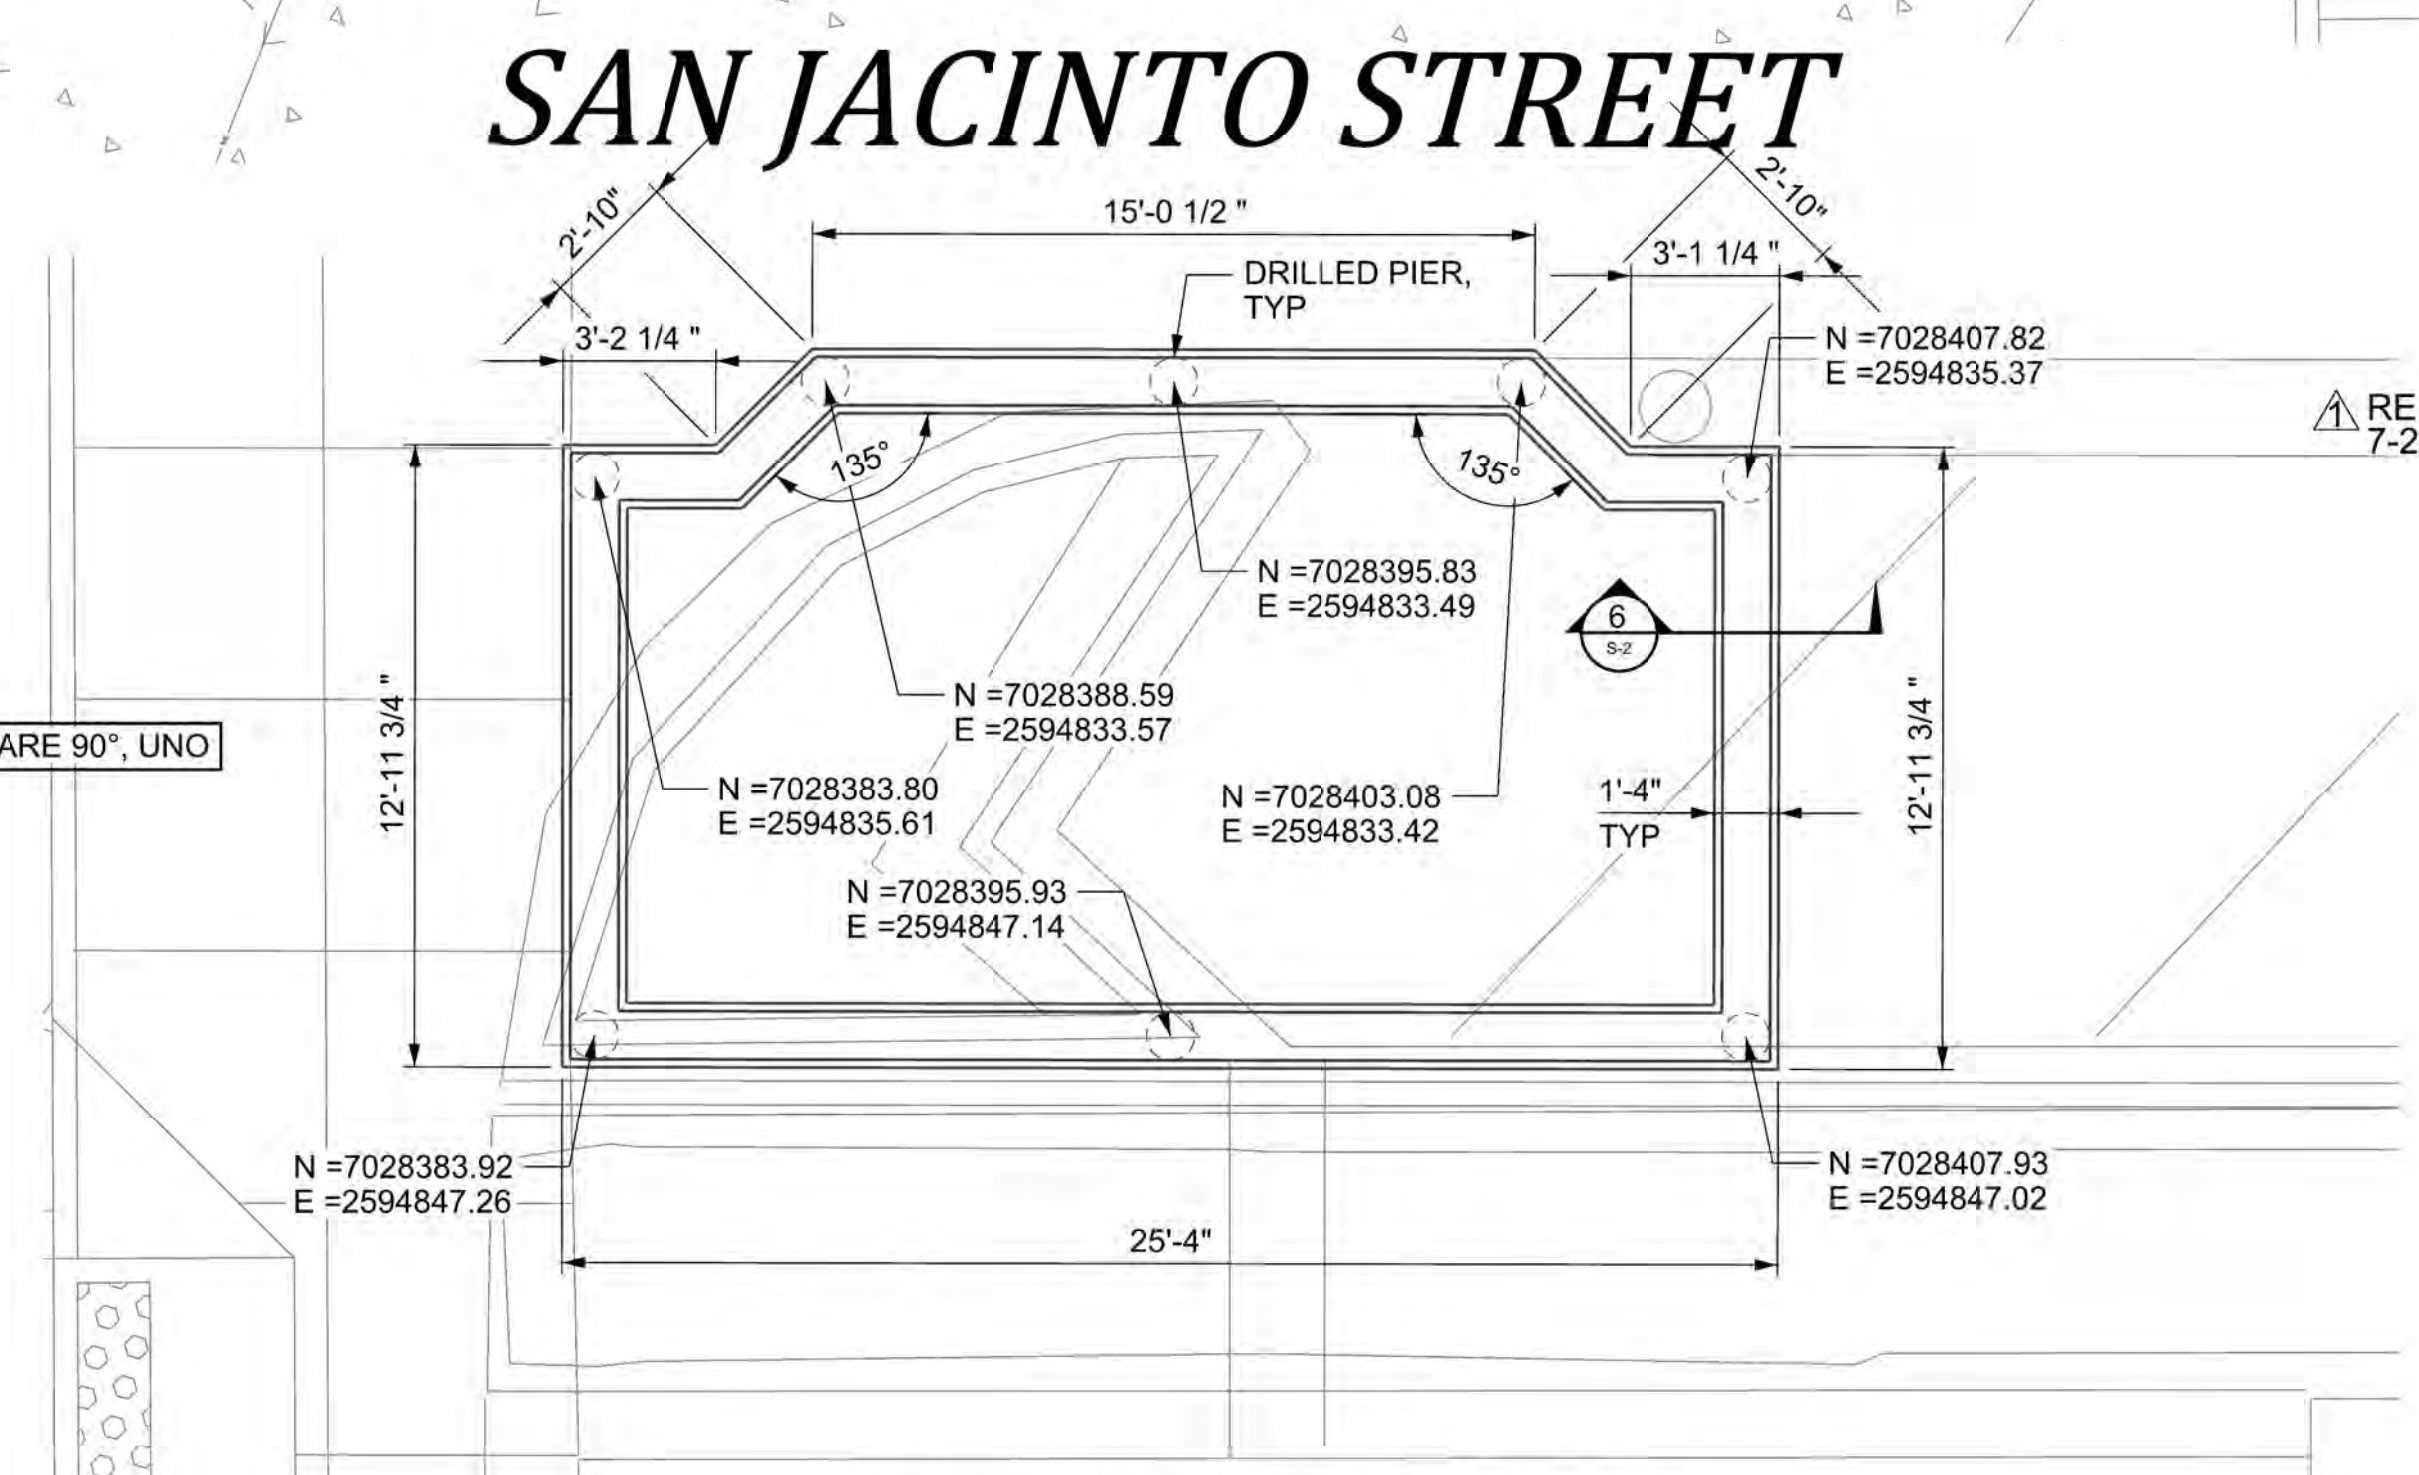 SAN JACINTO STREET
2'-10"
15'-0 1/2 "
2'-10"
3'-1 1/4 "
DRILLED PIER,
TYP
3'-2 1/4 "
N =7028407.82
E =2594835.37
1 RE
7-2
135°
135°
N =7028395.83
E =2594833.49
6
S-2
N =7028388.59
E =2594833.57
12'-11 3/4 "
12'-11 3/4 "
ARE 90°, UNO
N =7028383.80
E =2594835.61
N =7028403.08
E =2594833.42
1'-4"
TYP
N =7028395.93
E =2594847.14
N =7028383.92
E =2594847.26
N =7028407.93
E =2594847.02
25'-4"